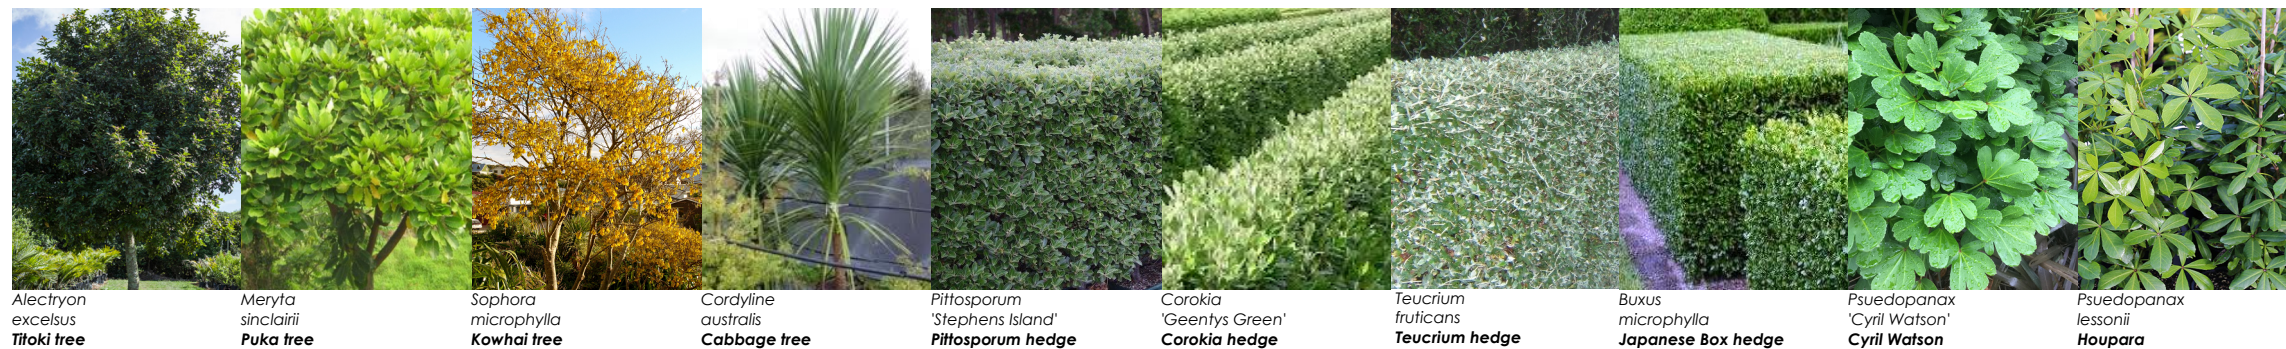 Alectryon
excelsus
Titoki tree
Meryta
sinclairii
Puka tree
Sophora
microphylla
Kowhai tree
Cordyline
australis
Cabbage tree
Pittosporum
'Stephens Island'
Pittosporum hedge
Corokia
'Geentys Green'
Corokia hedge
Teucrium
fruticans
Teucrium hedge
Buxus
microphylla
Japanese Box hedge
Psuedopanax
'Cyril Watson'
Cyril Watson
Psuedopanax
lessonii
Houpara